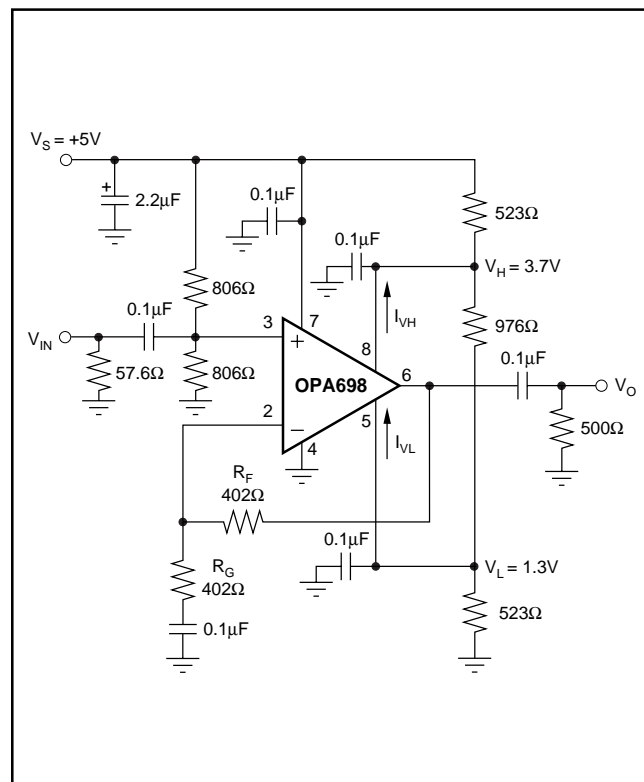 V_S = +5V
2.2µF
0.1µF
523Ω
0.1µF
V_H = 3.7V
806Ω
I_VH
976Ω
0.1µF
V_IN
3
7
8
6
0.1µF
V_O
57.6Ω
806Ω
OPA698
500Ω
2
4
5
I_VL
R_F
402Ω
0.1µF
V_L = 1.3V
R_G
402Ω
523Ω
0.1µF
+
+
−